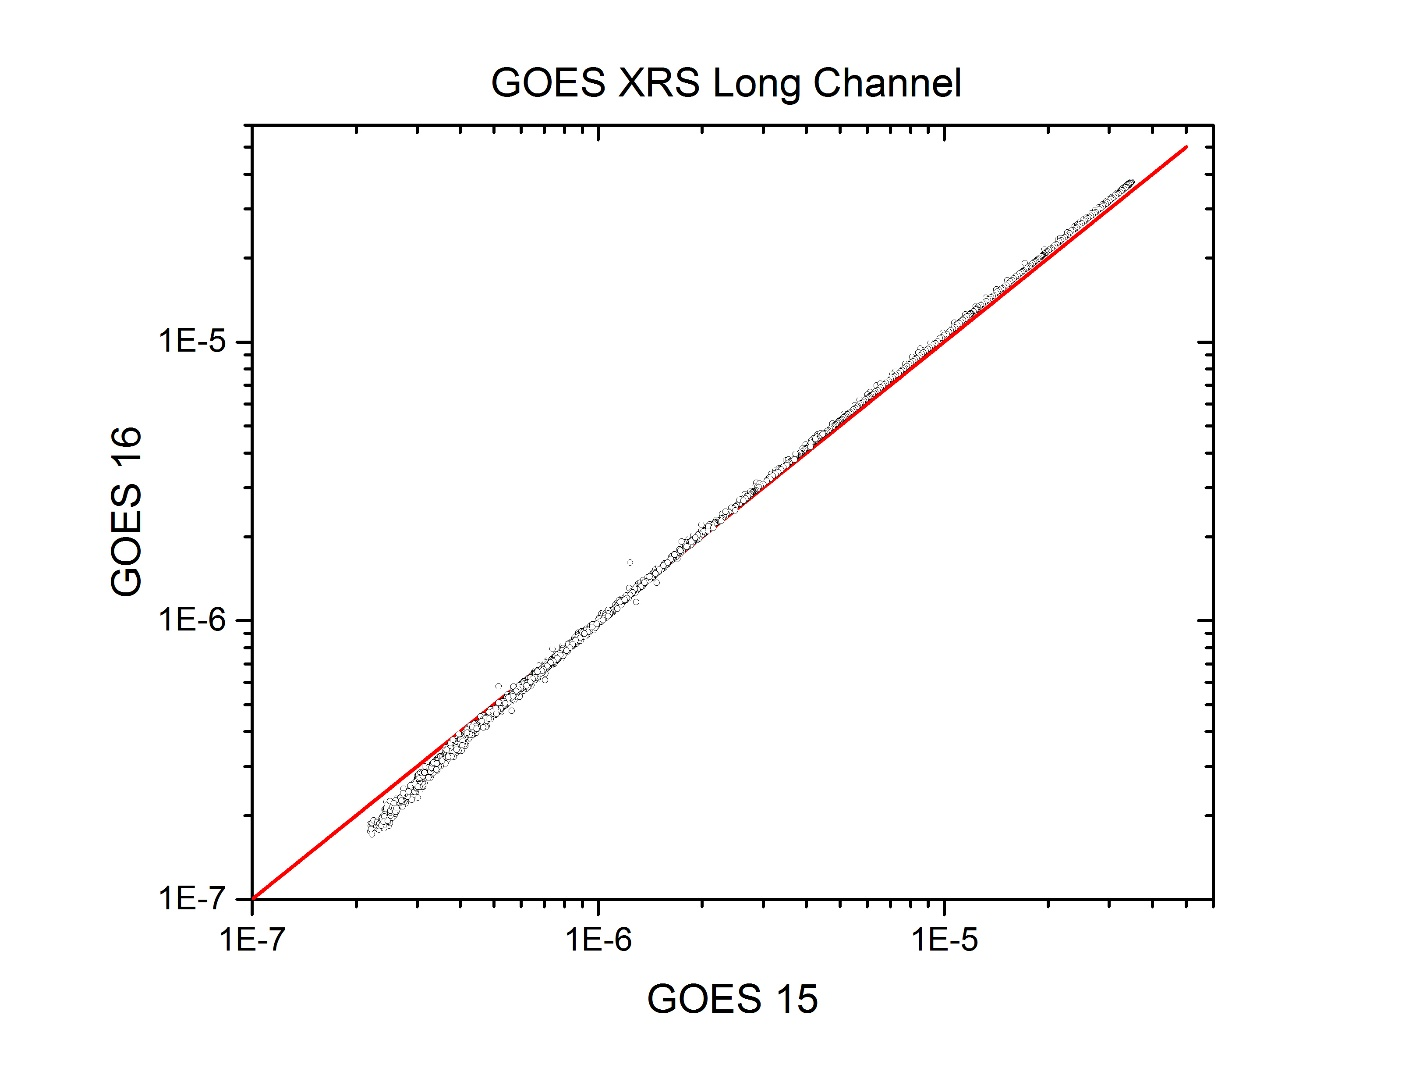 GOES XRS Long Channel
1E-5
GOES 16
1E-6
1E-7
1E-7 1E-6 1E-5
GOES 15